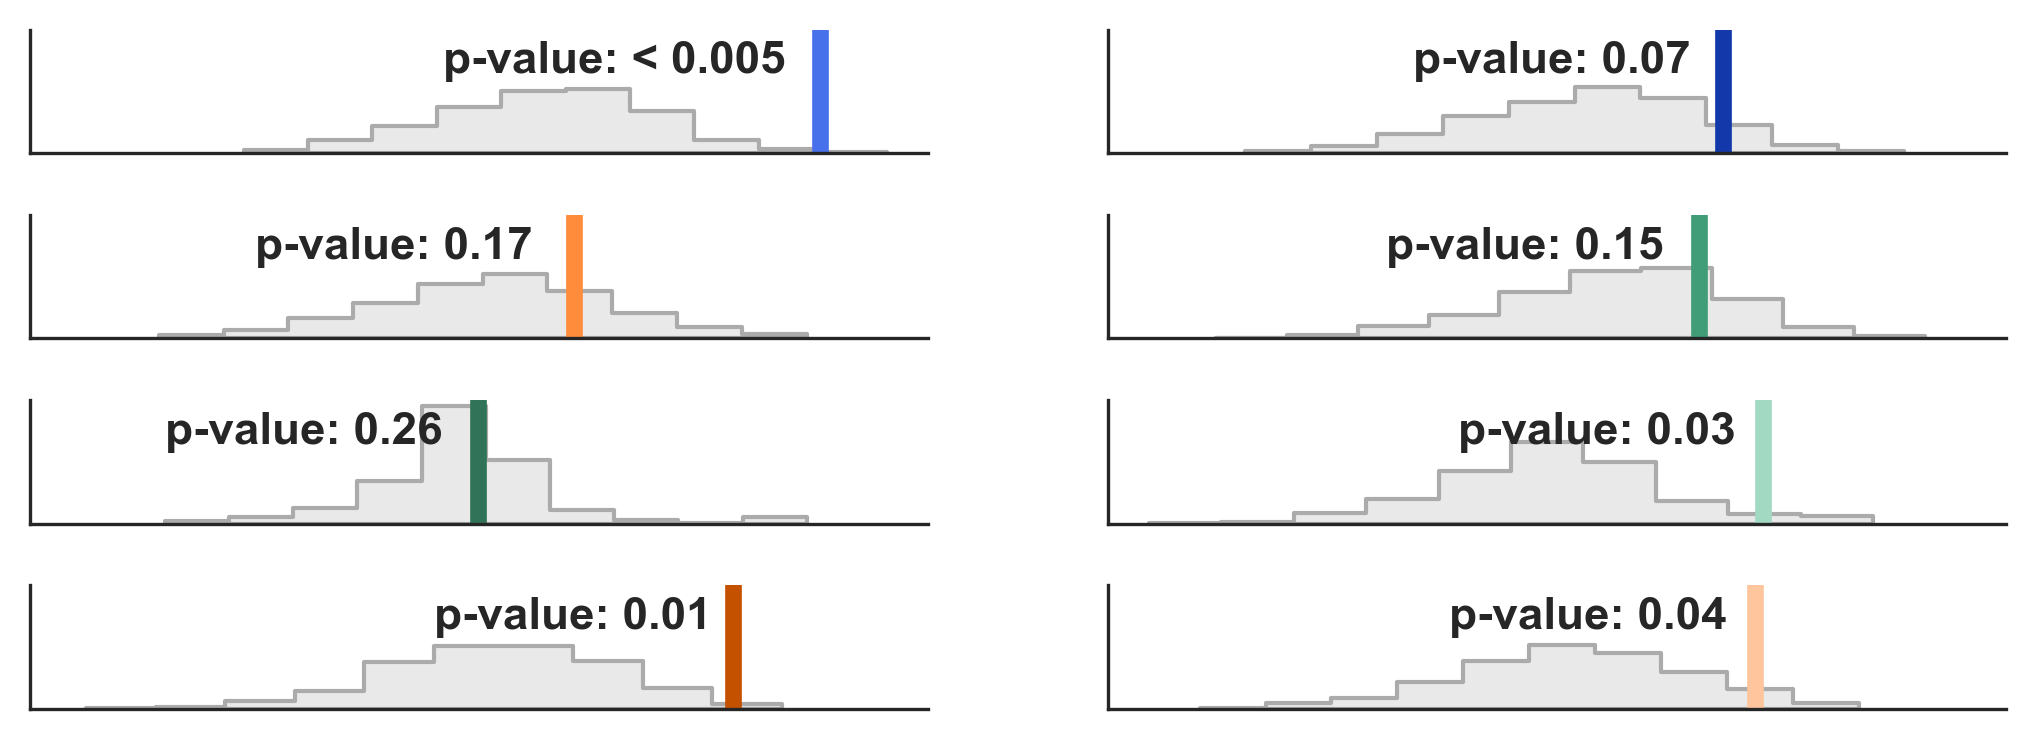 p-value: < 0.005
p-value: 0.07
p-value: 0.17
p-value: 0.15
p-value: 0.26
p-value: 0.03
p-value: 0.01
p-value: 0.04